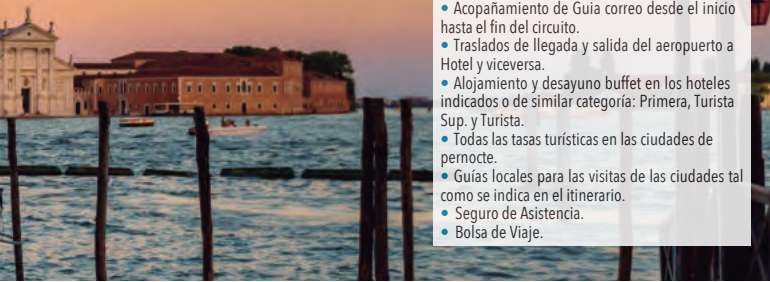 • Acopañamiento de Guia correo desde el inicio
hasta el fin del circuito.
• Traslados de llegada y salida del aeropuerto a
Hotel y viceversa.
• Alojamiento y desayuno buffet en los hoteles
indicados o de similar categoría: Primera, Turista
Sup. y Turista.
• Todas las tasas turísticas en las ciudades de
pernocte.
• Guías locales para las visitas de las ciudades tal
como se indica en el itinerario.
• Seguro de Asistencia.
• Bolsa de Viaje.